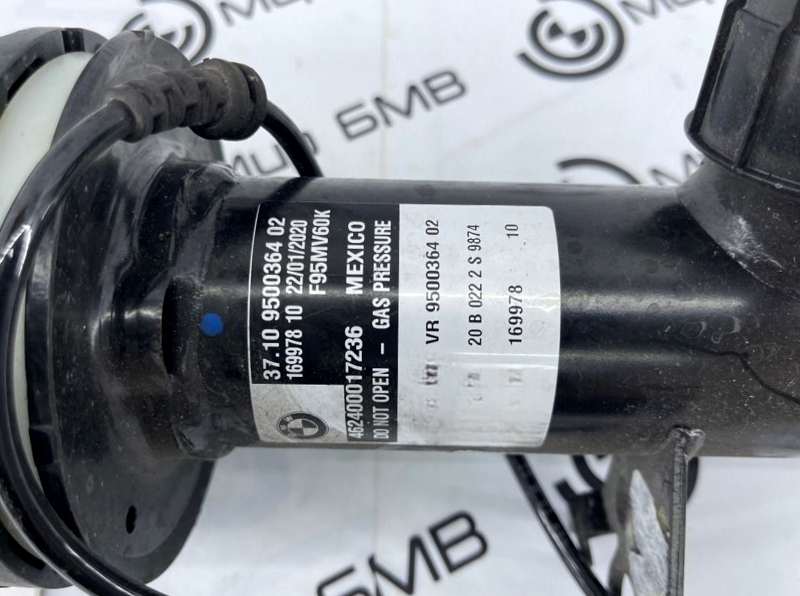 МИР БМВ
37.10 9500364 02
169978 10 22/01/2020
F95MV60K
462400017236 MEXICO
DO NOT OPEN - GAS PRESSURE
VR 9500364 02
20 B 022 2 S 9874
169978 10
БМВ
БМВ